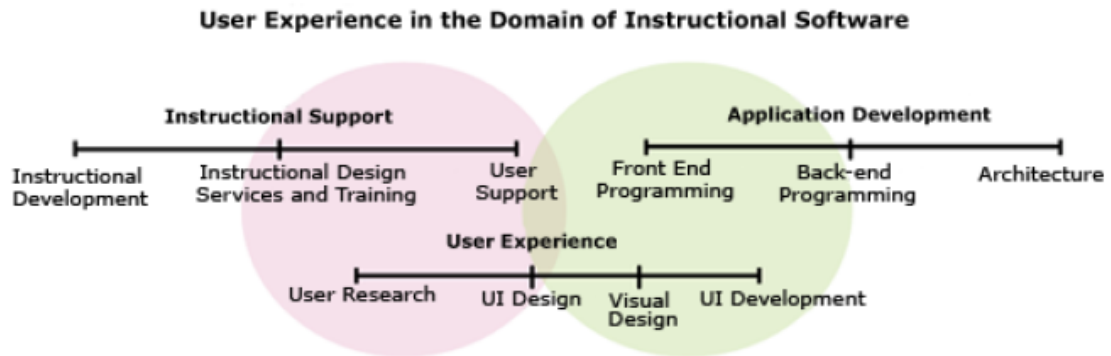 User Experience in the Domain of Instructional Software
Instructional Support
Application Development
Instructional
Development
Instructional Design
Services and Training
User
Support
Front End
Programming
Back-end
Programming
Architecture
User Experience
User Research
UI Design
Visual
Design
UI Development